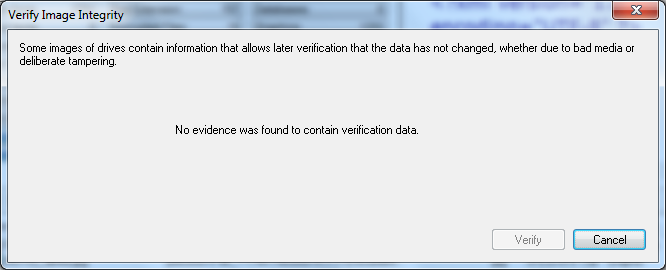 Verify Image Integrity
Some images of drives contain information that allows later verification that the data has not changed, whether due to bad media or
deliberate tampering.
No evidence was found to contain verification data.
Verify
Cancel